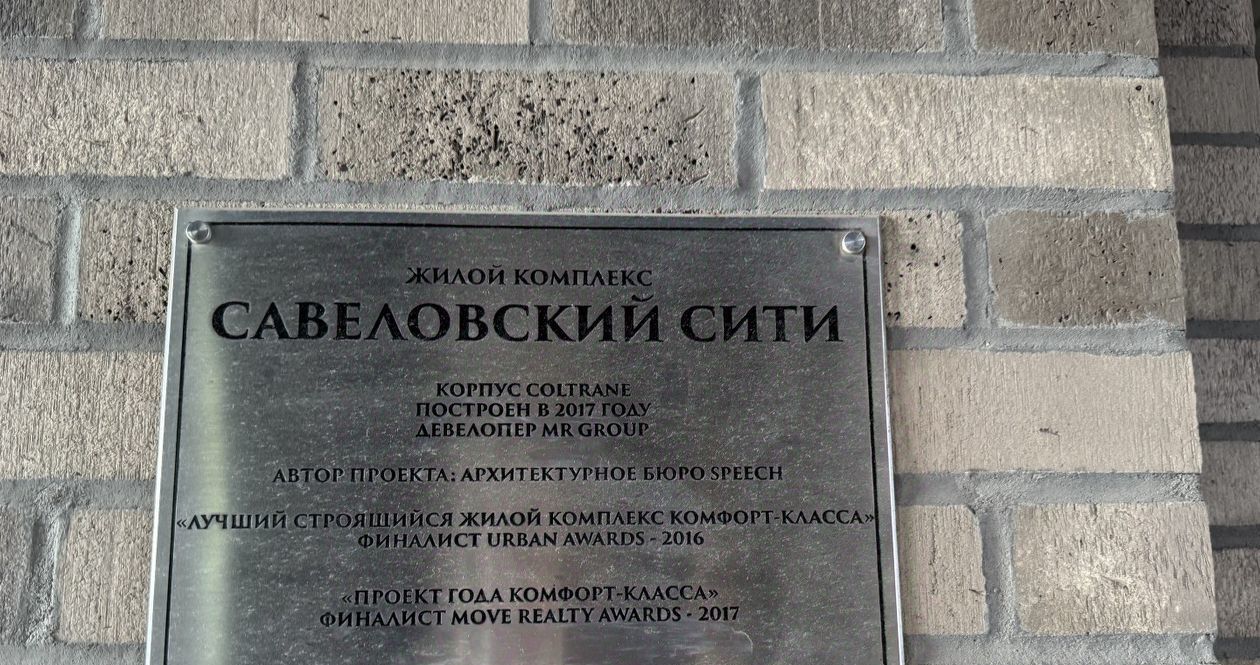 ЖИЛОЙ КОМПЛЕКС
САВЕЛОВСКИЙ СИТИ
КОРПУС COLTRANE
ПОСТРОЕН В 2017 ГОДУ
ДЕВЕЛОПЕР MR GROUP
АВТОР ПРОЕКТА: АРХИТЕКТУРНОЕ БЮРО SPEECH
«ЛУЧШИЙ СТРОЯЩИЙСЯ ЖИЛОЙ КОМПЛЕКС КОМФОРТ-КЛАССА»
ФИНАЛИСТ URBAN AWARDS - 2016
«ПРОЕКТ ГОДА КОМФОРТ-КЛАССА»
ФИНАЛИСТ MOVE REALTY AWARDS - 2017